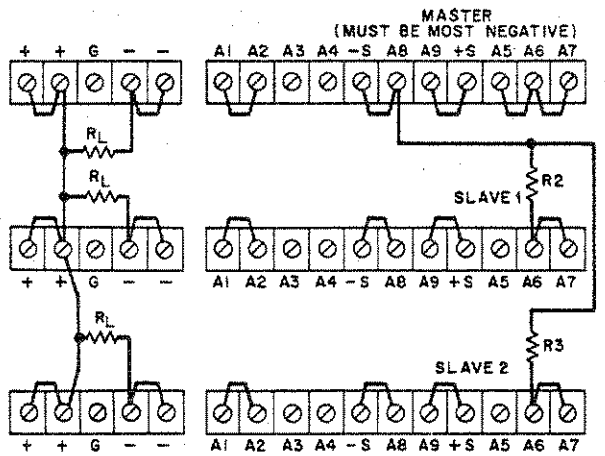 MASTER
(MUST BE MOST NEGATIVE)
+ + G − − A1 A2 A3 A4 −S A8 A9 +S A5 A6 A7
RL
RL
R2
SLAVE 1
+ + G − − A1 A2 A3 A4 −S A8 A9 +S A5 A6 A7
RL
R3
SLAVE 2
+ + G − − A1 A2 A3 A4 −S A8 A9 +S A5 A6 A7